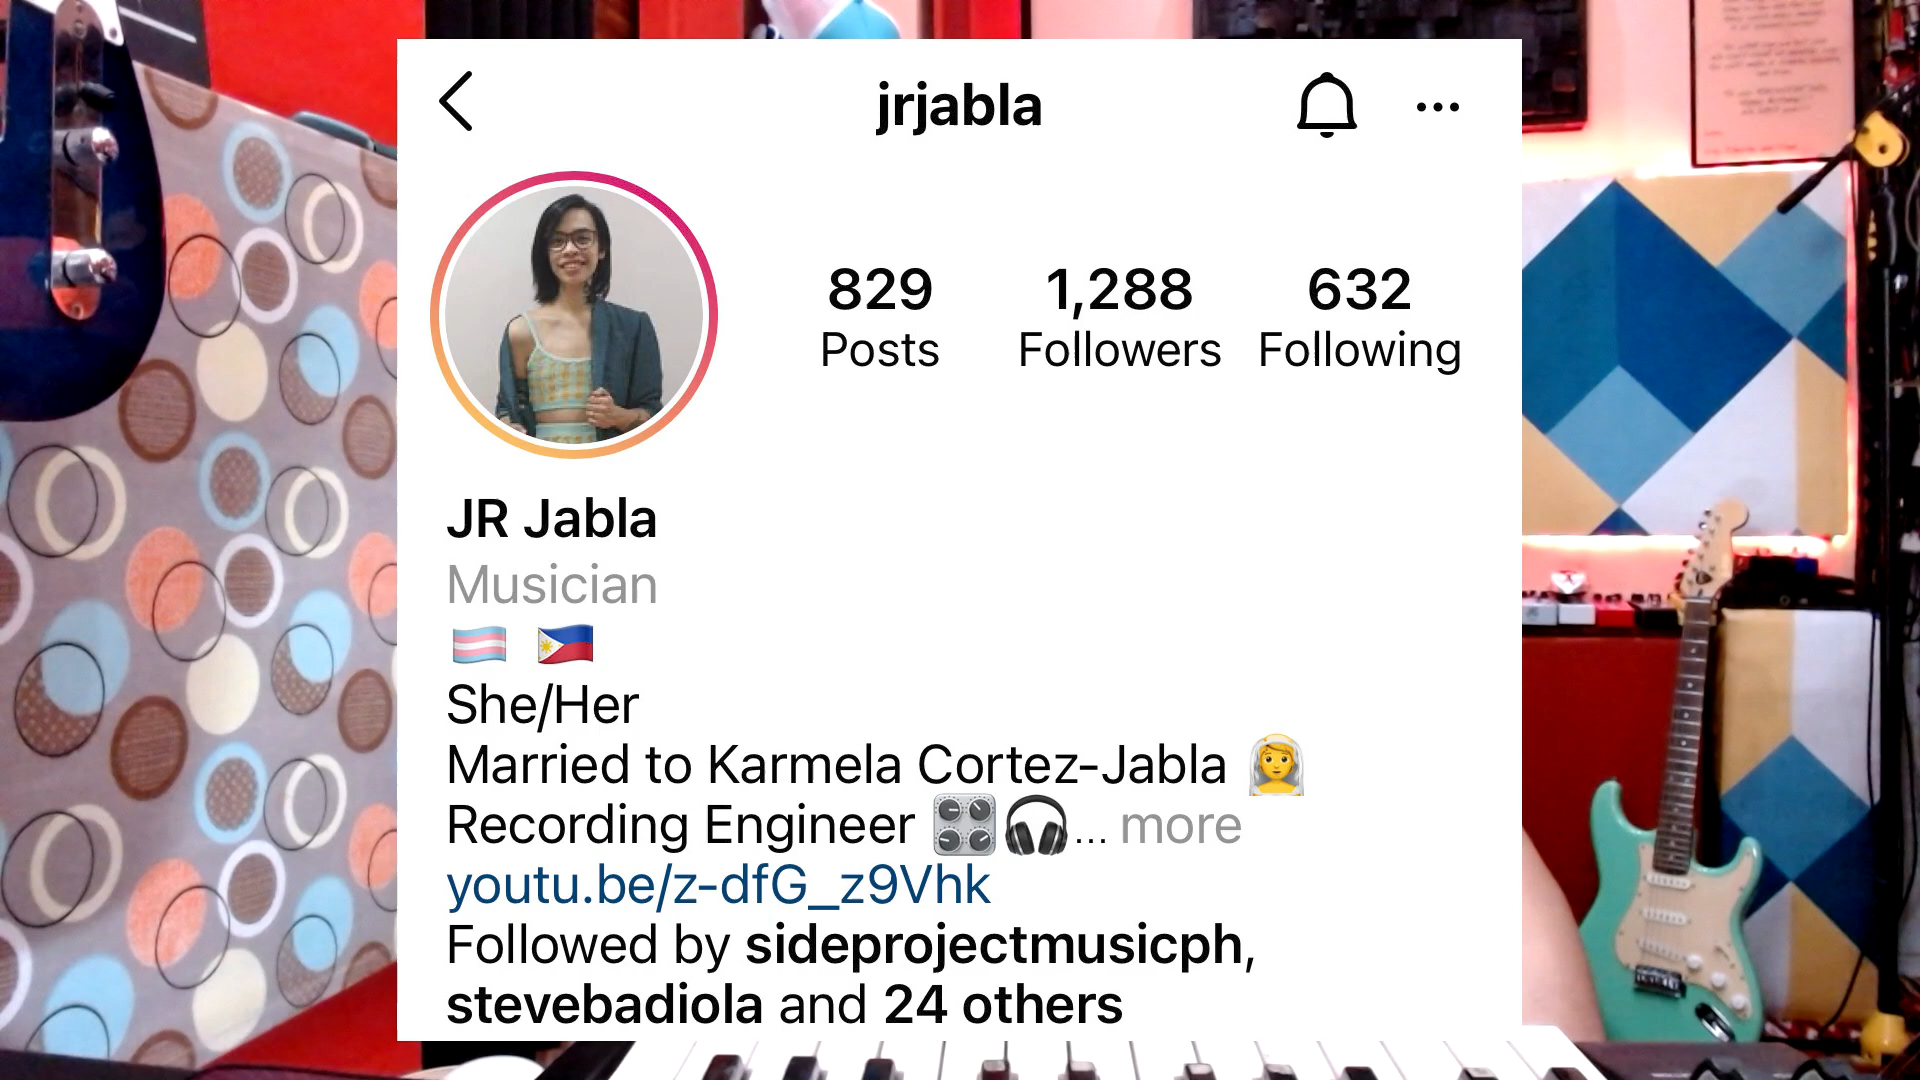 jrjabla
829 1,288 632
Posts Followers Following
JR Jabla
Musician
🏳️‍⚧️ 🇵🇭
She/Her
Married to Karmela Cortez-Jabla 👰
Recording Engineer 🎛🎧... more
youtu.be/z-dfG_z9Vhk
Followed by sideprojectmusicph,
stevebadiola and 24 others